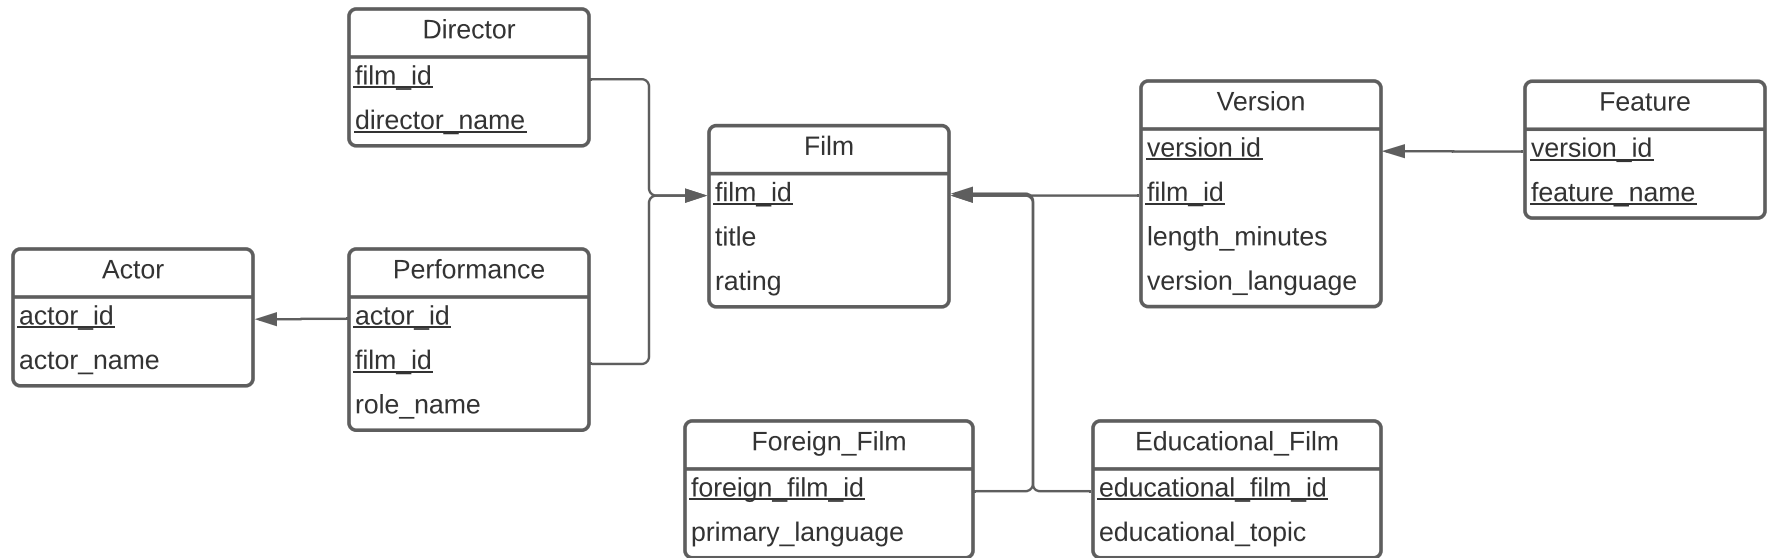 Director
film_id
director_name
Film
film_id
title
rating
Version
version id
film_id
length_minutes
version_language
Feature
version_id
feature_name
Actor
actor_id
actor_name
Performance
actor_id
film_id
role_name
Foreign_Film
foreign_film_id
primary_language
Educational_Film
educational_film_id
educational_topic